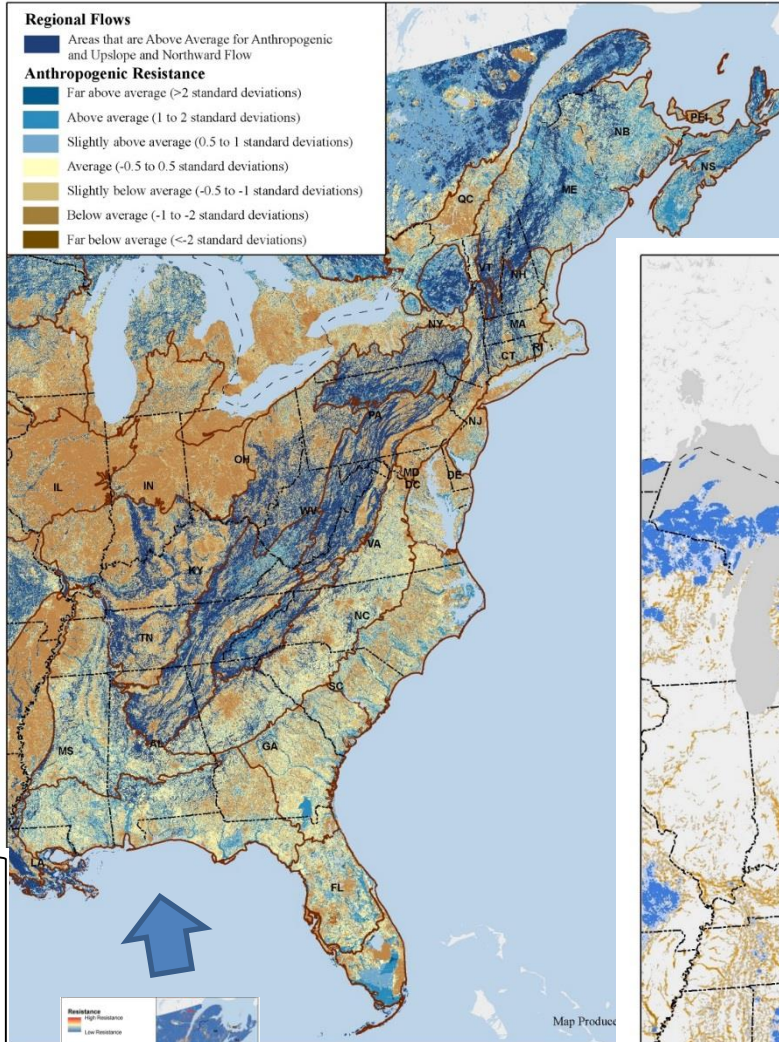 Regional Flows
Areas that are Above Average for Anthropogenic
and Upslope and Northward Flow
Anthropogenic Resistance
Far above average (>2 standard deviations)
Above average (1 to 2 standard deviations)
Slightly above average (0.5 to 1 standard deviations)
Average (-0.5 to 0.5 standard deviations)
Slightly below average (-0.5 to -1 standard deviations)
Below average (-1 to -2 standard deviations)
Far below average (<-2 standard deviations)
PEI
NB
NS
ME
QC
VT
NH
NY
MA
CT
RI
PA
NJ
OH
MD
DE
DC
IL
IN
WV
VA
KY
NC
TN
SC
MS
AL
GA
LA
FL
Resistance
High Resistance
Low Resistance
Map Produce